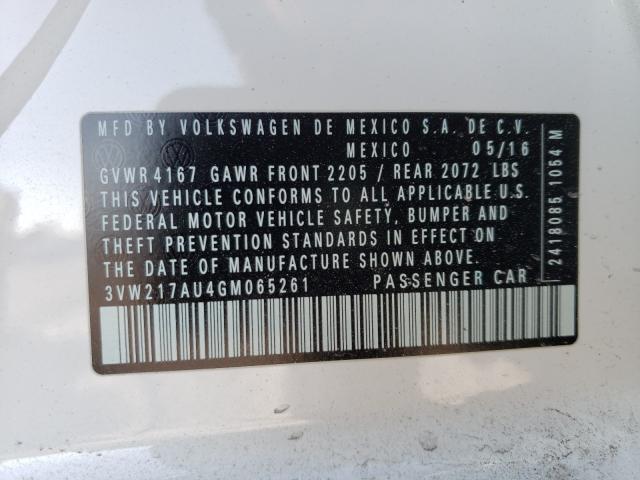 MFD BY VOLKSWAGEN DE MEXICO S.A. DE C.V.
MEXICO 05/16
GVWR 4167 GAWR FRONT 2205 / REAR 2072 LBS
THIS VEHICLE CONFORMS TO ALL APPLICABLE U.S.
FEDERAL MOTOR VEHICLE SAFETY, BUMPER AND
THEFT PREVENTION STANDARDS IN EFFECT ON
THE DATE OF MANUFACTURE SHOWN ABOVE.
3VW217AU4GM065261 PASSENGER CAR
2418085 1054 M